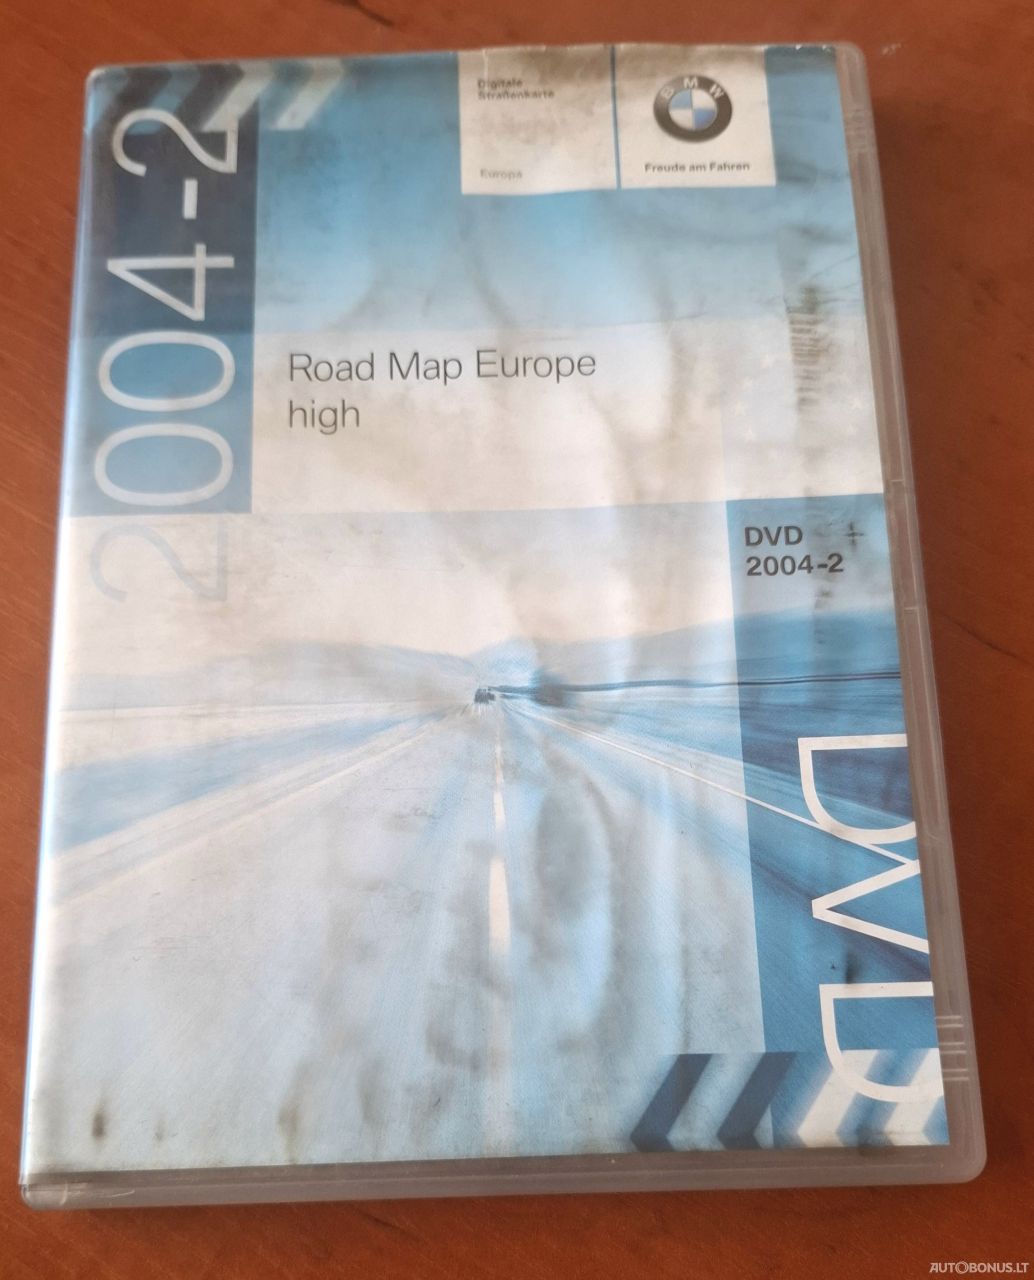 Digitale
Straßenkarte
Europa
BMW
Freude am Fahren
2004-2
Road Map Europe
high
DVD
2004-2
DVD
AUTOBONUS.LT